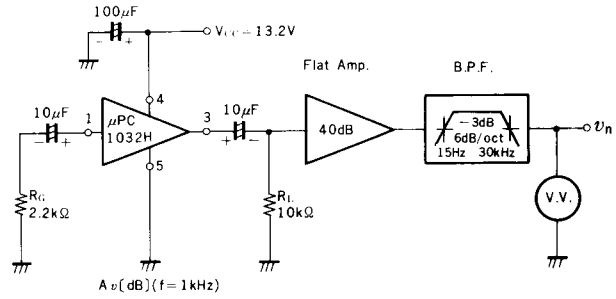 100μF
VCC = 13.2V
Flat Amp.
B.P.F.
10μF
4
μPC
1032H
1
3
10μF
5
40dB
−3dB
6dB/oct
15Hz 30kHz
vn
V.V.
RG
2.2kΩ
RL
10kΩ
Av[dB](f=1kHz)